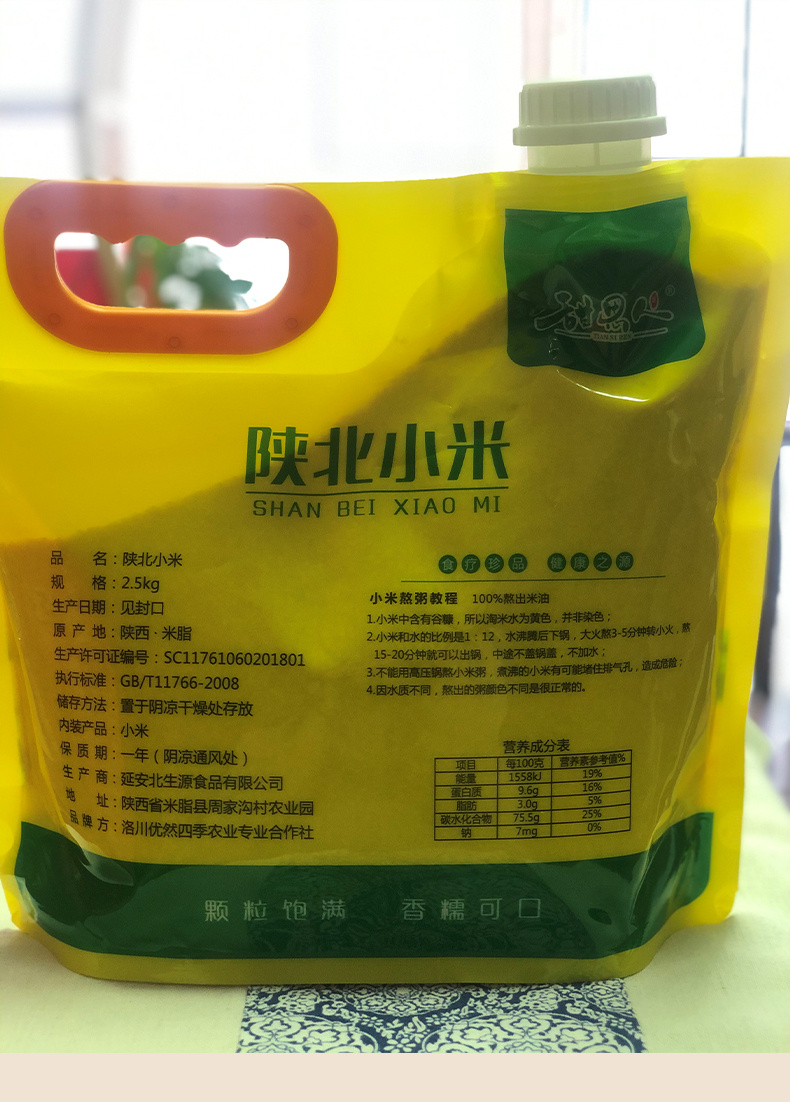 甜恩人®
陕北小米
SHAN BEI XIAO MI
品 名：陕北小米
规 格：2.5kg
生产日期：见封口
原 产 地：陕西·米脂
生产许可证编号：SC11761060201801
执行标准：GB/T11766-2008
储存方法：置于阴凉干燥处存放
内装产品：小米
保 质 期：一年（阴凉通风处）
生 产 商：延安北生源食品有限公司
地 址：陕西省米脂县周家沟村农业园
品 牌 方：洛川优然四季农业专业合作社
食疗珍品 健康之源
小米熬粥教程 100%熬出米油
1.小米中含有谷糠，所以淘米水为黄色，并非染色；
2.小米和水的比例是1：12，水沸腾后下锅，大火熬3-5分钟转小火，熬
15-20分钟就可以出锅，中途不盖锅盖，不加水；
3.不能用高压锅熬小米粥，煮沸的小米有可能堵住排气孔，造成危险；
4.因水质不同，熬出的粥颜色不同是很正常的。
营养成分表
项目 每100克 营养素参考值%
能量 1558kJ 19%
蛋白质 9.6g 16%
脂肪 3.0g 5%
碳水化合物 75.5g 25%
钠 7mg 0%
颗粒饱满 香糯可口